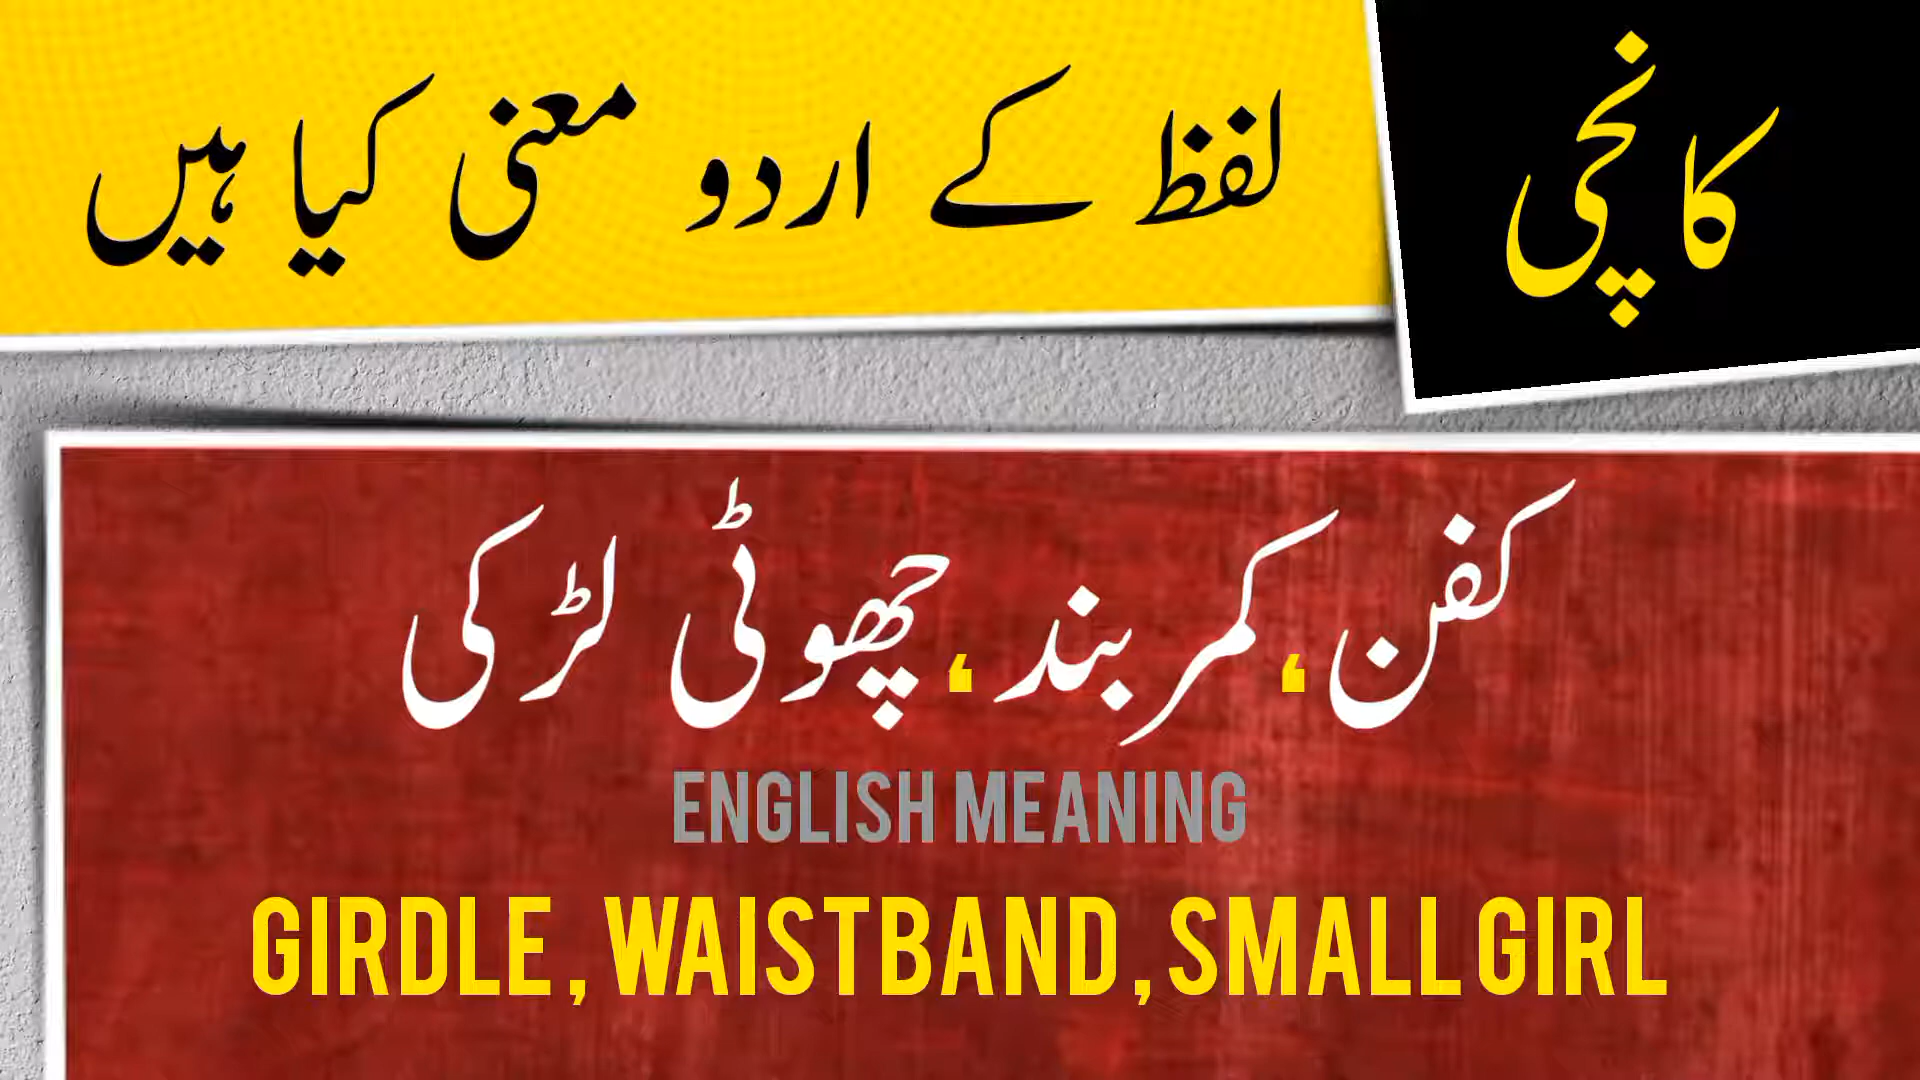 کانچی لفظ کے اردو معنی کیا ہیں
کفن، کمر بند، چھوٹی لڑکی
ENGLISH MEANING
GIRDLE, WAISTBAND, SMALL GIRL